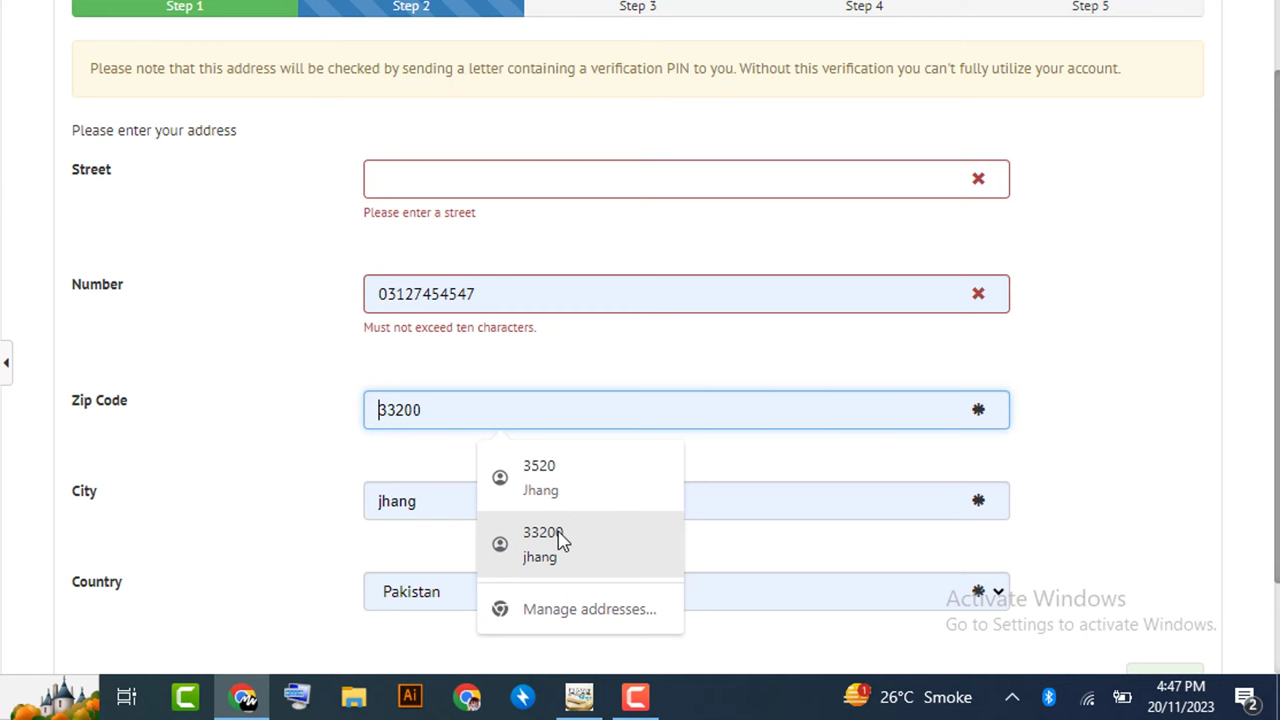 Step 1
Step 2
Step 3
Step 4
Step 5
Please note that this address will be checked by sending a letter containing a verification PIN to you. Without this verification you can't fully utilize your account.
Please enter your address
Street
Please enter a street
Number
03127454547
Must not exceed ten characters.
Zip Code
33200
3520
Jhang
City
jhang
33200
jhang
Country
Pakistan
Manage addresses...
Activate Windows
Go to Settings to activate Windows.
C
Ai
C
1
26°C Smoke
4:47 PM
20/11/2023
2